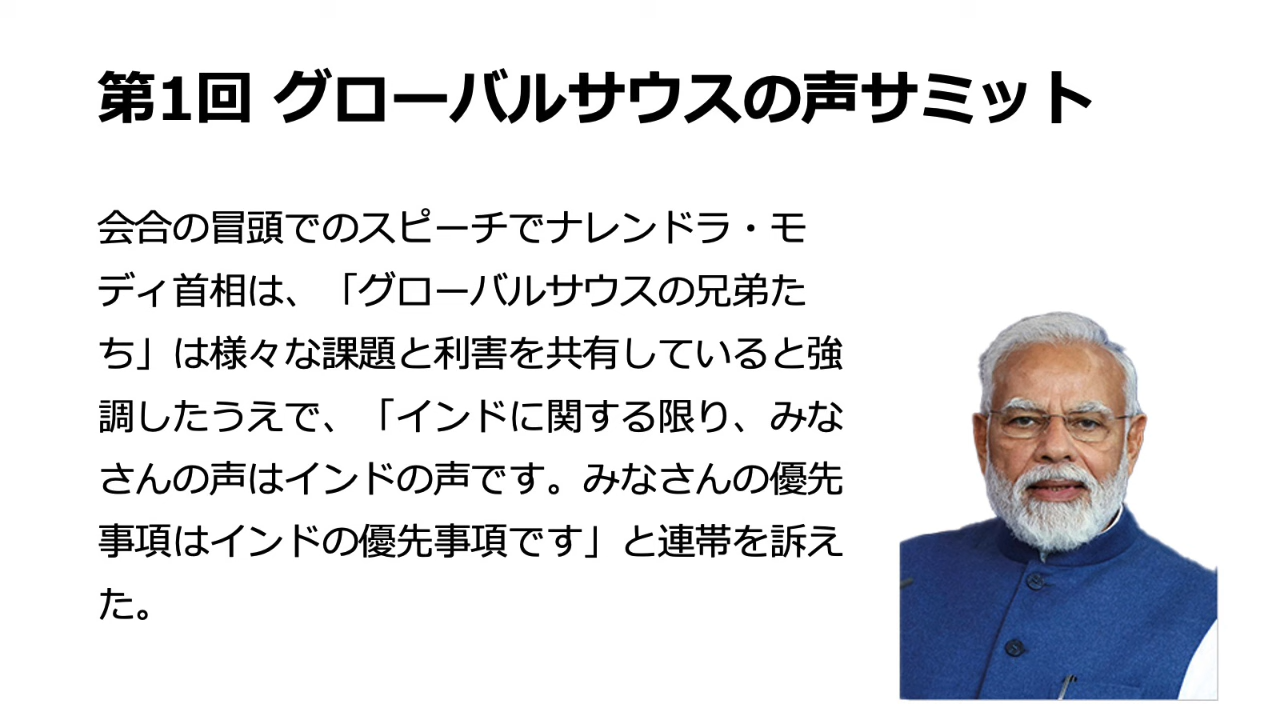 第1回 グローバルサウスの声サミット
会合の冒頭でのスピーチでナレンドラ・モ
ディ首相は、「グローバルサウスの兄弟た
ち」は様々な課題と利害を共有していると強
調したうえで、「インドに関する限り、みな
さんの声はインドの声です。みなさんの優先
事項はインドの優先事項です」と連帯を訴え
た。